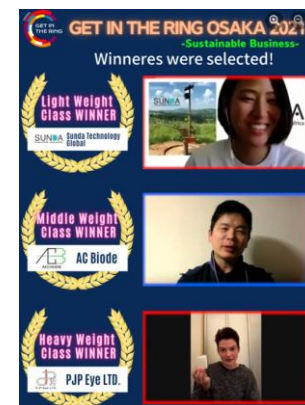 GET IN
THE RING
GET IN THE RING OSAKA 2021
-Sustainable Business-
Winneres were selected!
Light Weight
Class WINNER
SUNDA Sunda Technology
Global
SUNDA
Middle Weight
Class WINNER
AC Biode
Heavy Weight
Class WINNER
PJP Eye LTD.